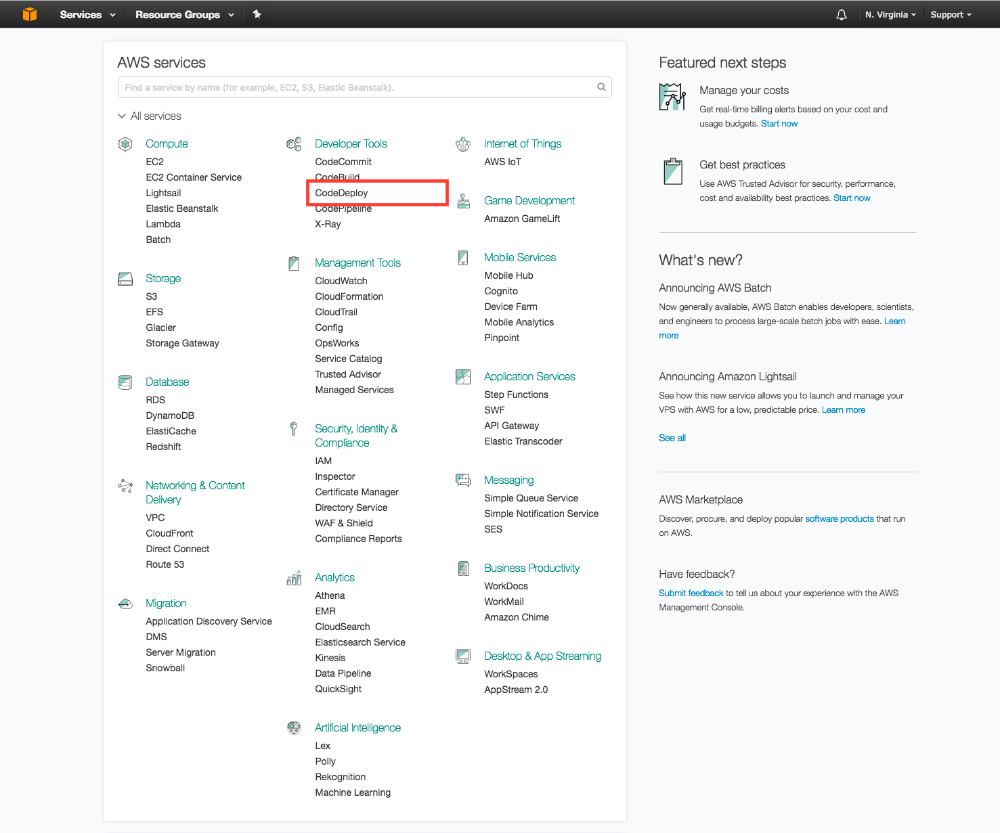 Services
Resource Groups
N. Virginia
Support
AWS services
Find a service by name (for example, EC2, S3, Elastic Beanstalk).
All services
Compute
EC2
EC2 Container Service
Lightsail
Elastic Beanstalk
Lambda
Batch
Storage
S3
EFS
Glacier
Storage Gateway
Database
RDS
DynamoDB
ElastiCache
Redshift
Networking & Content
Delivery
VPC
CloudFront
Direct Connect
Route 53
Migration
Application Discovery Service
DMS
Server Migration
Snowball
Developer Tools
CodeCommit
CodeBuild
CodeDeploy
CodePipeline
X-Ray
Management Tools
CloudWatch
CloudFormation
CloudTrail
Config
OpsWorks
Service Catalog
Trusted Advisor
Managed Services
Security, Identity &
Compliance
IAM
Inspector
Certificate Manager
Directory Service
WAF & Shield
Compliance Reports
Analytics
Athena
EMR
CloudSearch
Elasticsearch Service
Kinesis
Data Pipeline
QuickSight
Artificial Intelligence
Lex
Polly
Rekognition
Machine Learning
Internet of Things
AWS IoT
Game Development
Amazon GameLift
Mobile Services
Mobile Hub
Cognito
Device Farm
Mobile Analytics
Pinpoint
Application Services
Step Functions
SWF
API Gateway
Elastic Transcoder
Messaging
Simple Queue Service
Simple Notification Service
SES
Business Productivity
WorkDocs
WorkMail
Amazon Chime
Desktop & App Streaming
WorkSpaces
AppStream 2.0
Featured next steps
Manage your costs
Get real-time billing alerts based on your cost and
usage budgets. Start now
Get best practices
Use AWS Trusted Advisor for security, performance,
cost and availability best practices. Start now
What's new?
Announcing AWS Batch
Now generally available, AWS Batch enables developers, scientists,
and engineers to process large-scale batch jobs with ease. Learn
more
Announcing Amazon Lightsail
See how this new service allows you to launch and manage your
VPS with AWS for a low, predictable price. Learn more
See all
AWS Marketplace
Discover, procure, and deploy popular software products that run
on AWS.
Have feedback?
Submit feedback to tell us about your experience with the AWS
Management Console.